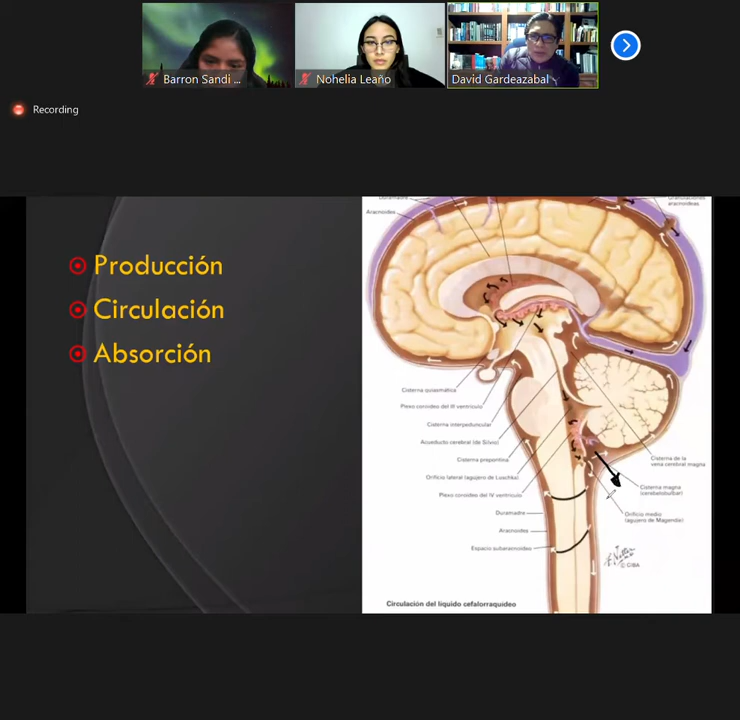 Barron Sandi ...
Nohelia Leaño
David Gardeazabal
Recording
Producción
Circulación
Absorción
Duramadre
Aracnoides
Granulaciones
aracnoideas
Cisterna quiasmática
Plexo coroideo del III ventrículo
Cisterna interpeduncular
Acueducto cerebral (de Silvio)
Cisterna prepontina
Orificio lateral (agujero de Luschka)
Plexo coroideo del IV ventrículo
Duramadre
Aracnoides
Espacio subaracnoideo
Cisterna de la
vena cerebral magna
Cisterna magna
(cerebelobulbar)
Orificio medio
(agujero de Magendie)
© CIBA
Circulación del líquido cefalorraquídeo